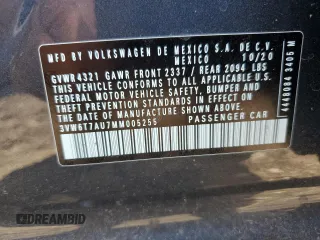 MFD. BY VOLKSWAGEN DE MEXICO S.A. DE C.V.
MEXICO 10/20
GVWR 4321 GAWR FRONT 2337 / REAR 2094 LBS
THIS VEHICLE CONFORMS TO ALL APPLICABLE
FEDERAL MOTOR VEHICLE SAFETY, BUMPER,
AND THEFT PREVENTION STANDARDS IN EFFECT ON
THE DATE OF MANUFACTURE SHOWN ABOVE
3VW6T7AU7MM005255 PASSENGER CAR
2405 M
DREAMBID